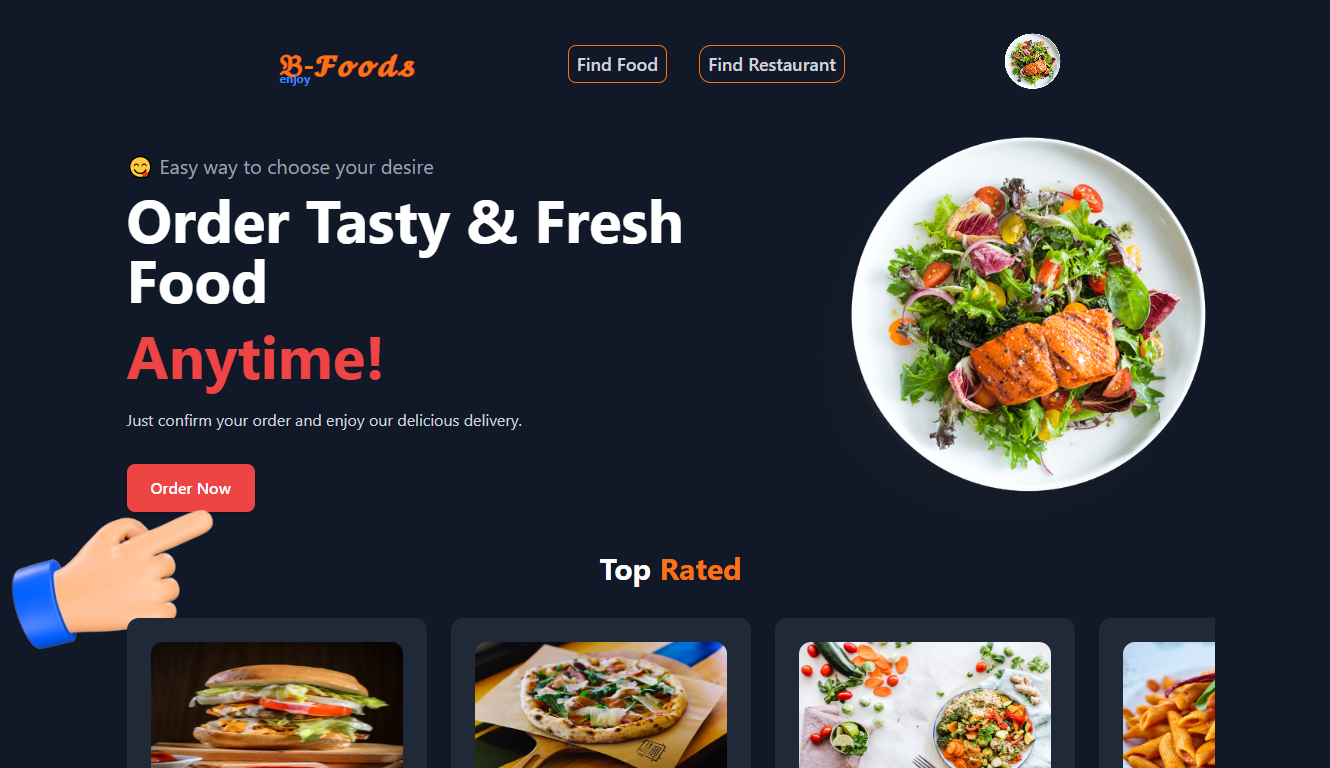 𝕭-𝓕𝓸𝓸𝓭𝓼
enjoy
Find Food
Find Restaurant
😋 Easy way to choose your desire
Order Tasty & Fresh
Food
Anytime!
Just confirm your order and enjoy our delicious delivery.
Order Now
Top Rated